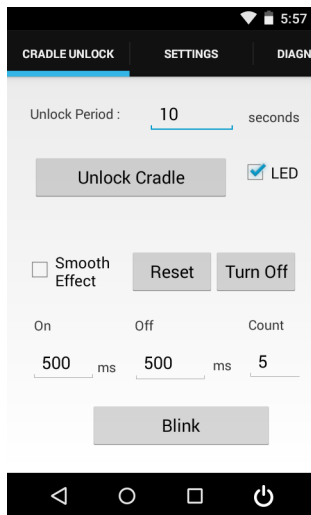 5:57
CRADLE UNLOCK SETTINGS DIAGN
Unlock Period : 10 seconds
Unlock Cradle LED
Smooth
Effect
Reset Turn Off
On Off Count
500 ms 500 ms 5
Blink